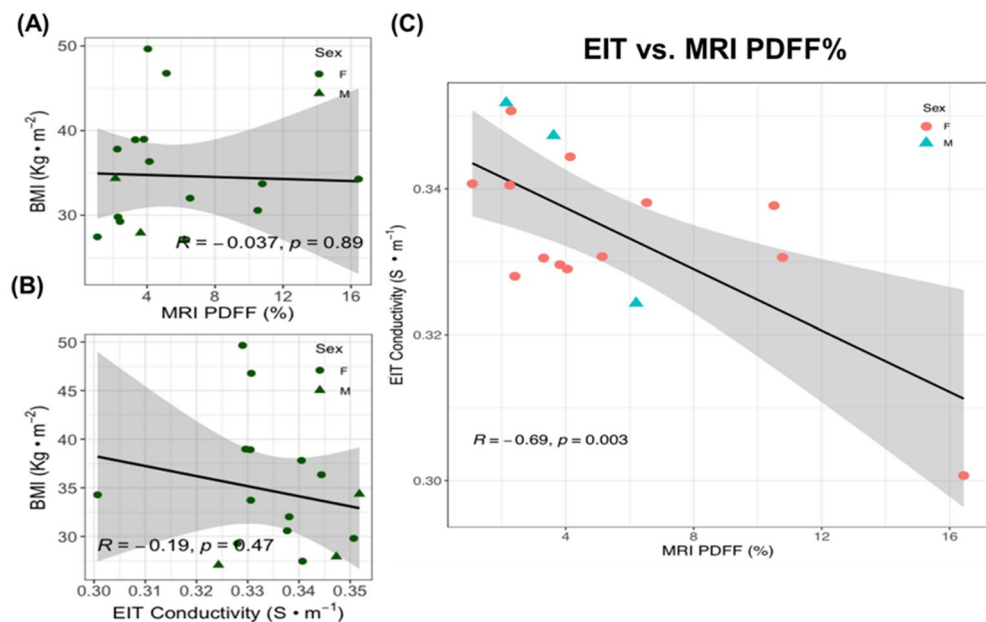 (A)
Sex
F
M
50
40
30
BMI (Kg • m⁻²)
R = −0.037, p = 0.89
4
8
12
16
MRI PDFF (%)
(B)
Sex
F
M
50
45
40
35
30
BMI (Kg • m⁻²)
R = −0.19, p = 0.47
0.30 0.31 0.32 0.33 0.34 0.35
EIT Conductivity (S • m⁻¹)
(C)
EIT vs. MRI PDFF%
Sex
F
M
0.34
0.32
0.30
EIT Conductivity (S • m⁻¹)
R = −0.69, p = 0.003
4
8
12
16
MRI PDFF (%)